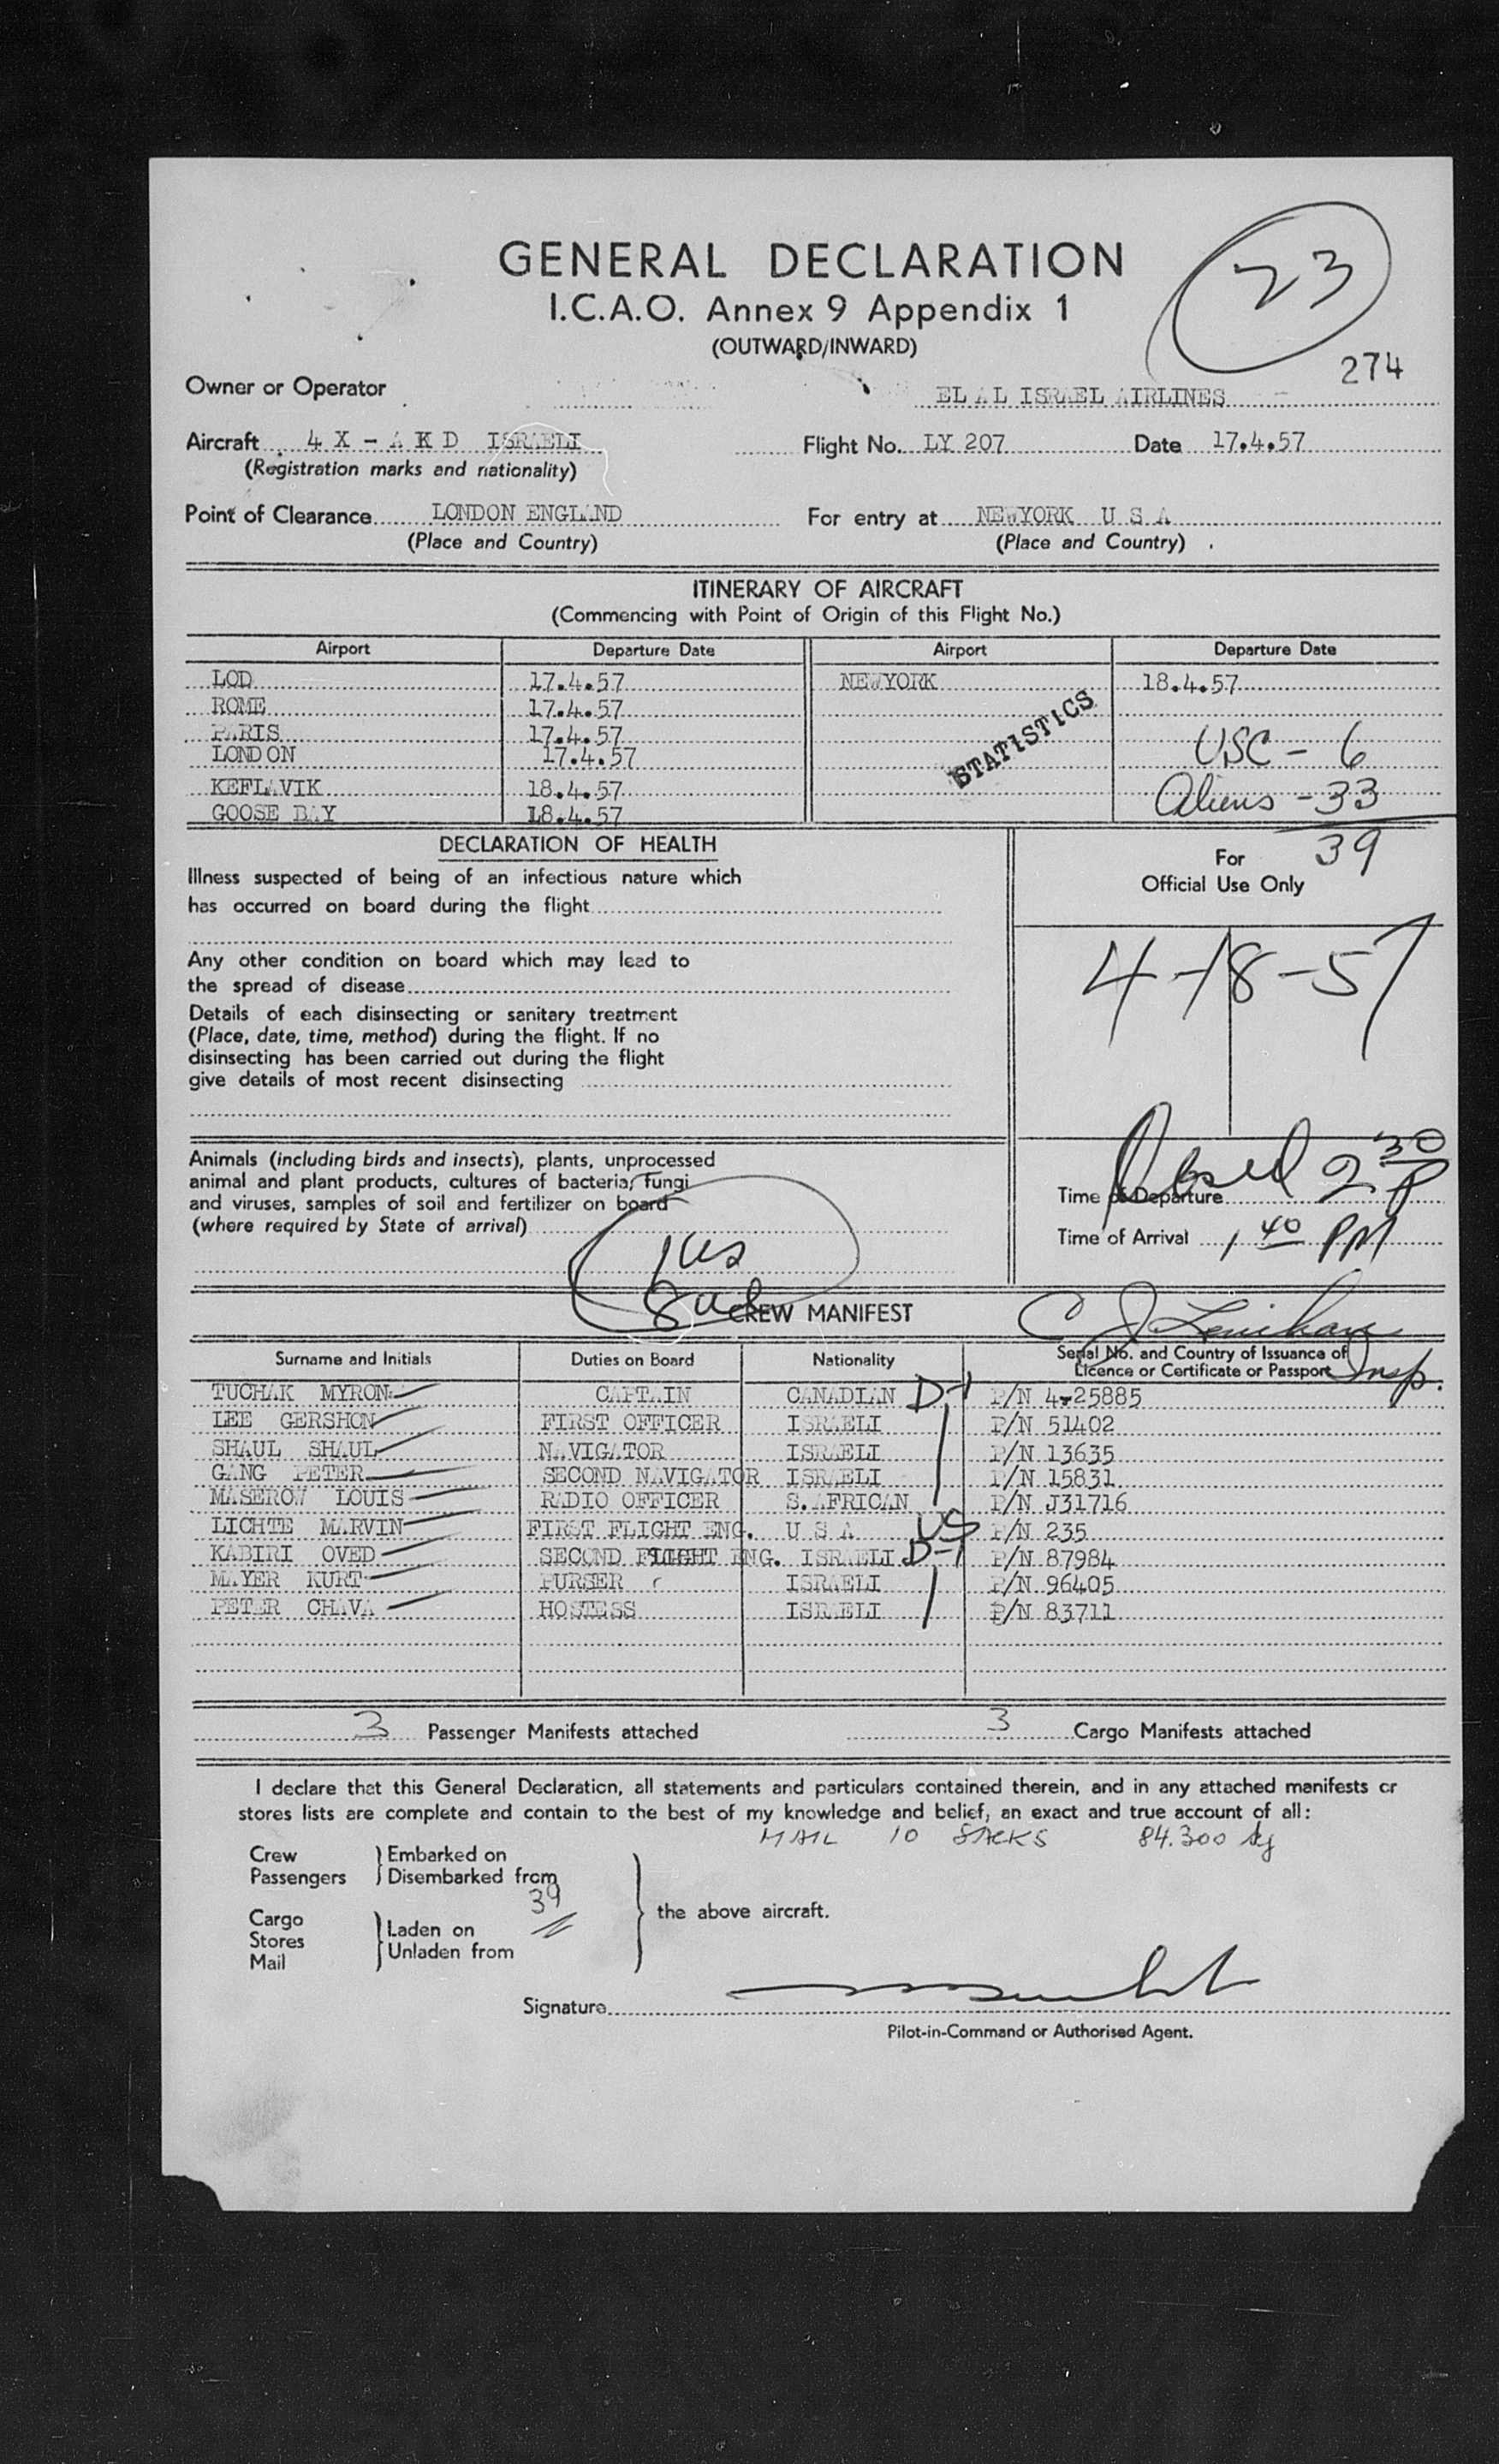 GENERAL DECLARATION
23
I.C.A.O. Annex 9 Appendix 1
(OUTWARD/INWARD)
274
Owner or Operator EL AL ISRAEL AIRLINES
Aircraft 4 X - A K D ISRAELI Flight No. LY 207 Date 17.4.57
(Registration marks and nationality)
Point of Clearance LONDON ENGLAND For entry at NEWYORK U S A
(Place and Country) (Place and Country)
ITINERARY OF AIRCRAFT
(Commencing with Point of Origin of this Flight No.)
Airport Departure Date Airport Departure Date
LOD 17.4.57 NEWYORK 18.4.57
ROME 17.4.57
PARIS 17.4.57
STATISTICS
USC - 6
LONDON 17.4.57
KEFLAVIK 18.4.57
Aliens - 33
GOOSE BAY 18.4.57
39
DECLARATION OF HEALTH
For
Official Use Only
Illness suspected of being of an infectious nature which
has occurred on board during the flight
4-18-57
Any other condition on board which may lead to
the spread of disease
Details of each disinsecting or sanitary treatment
(Place, date, time, method) during the flight. If no
disinsecting has been carried out during the flight
give details of most recent disinsecting
Animals (including birds and insects), plants, unprocessed
animal and plant products, cultures of bacteria, fungi
and viruses, samples of soil and fertilizer on board
(where required by State of arrival)
Time of Departure 2 30 P
Time of Arrival 1 40 PM
CREW MANIFEST
C J Lenihan
Insp.
Surname and Initials Duties on Board Nationality Serial No. and Country of Issuance of
Licence or Certificate or Passport
TUCHAK MYRON CAPTAIN CANADIAN D-1 P/N 4-25885
LEE GERSHON FIRST OFFICER ISRAELI P/N 51402
SHAUL SHAUL NAVIGATOR ISRAELI P/N 13635
GANG PETER SECOND NAVIGATOR ISRAELI P/N 15831
MASEROW LOUIS RADIO OFFICER S.AFRICAN P/N J31716
LICHTE MARVIN FIRST FLIGHT ENG. U S A US P/N 235
KABIRI OVED SECOND FLIGHT ENG. ISRAELI D-1 P/N 87984
MAYER KURT PURSER ISRAELI P/N 96405
PETER CHAVA HOSTESS ISRAELI P/N 83711
3 Passenger Manifests attached 3 Cargo Manifests attached
I declare that this General Declaration, all statements and particulars contained therein, and in any attached manifests or
stores lists are complete and contain to the best of my knowledge and belief, an exact and true account of all:
MAIL 10 SACKS 84.300 kg
Crew Embarked on
Passengers Disembarked from
39
the above aircraft.
Cargo Laden on
Stores
Mail Unladen from
Signature
Pilot-in-Command or Authorised Agent.